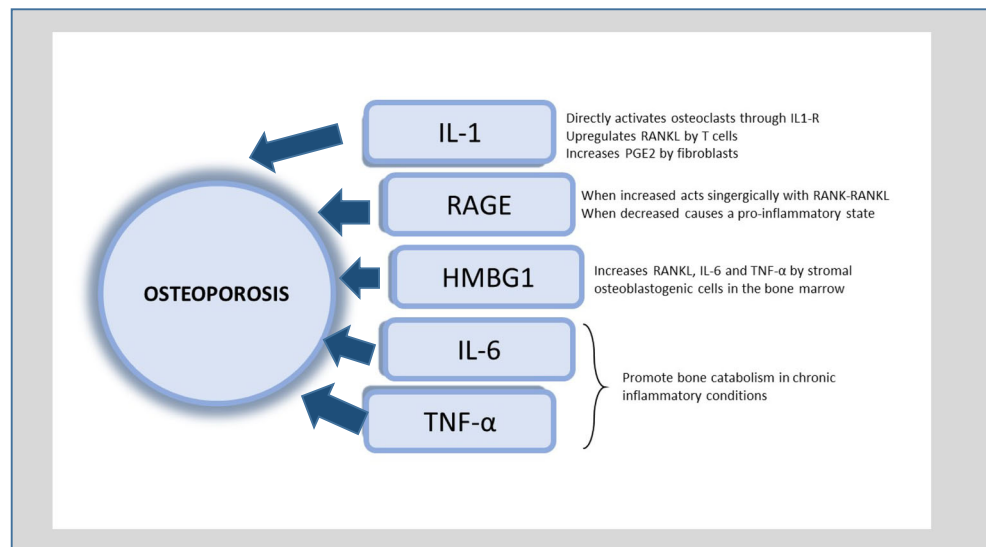 IL-1
Directly activates osteoclasts through IL1-R
Upregulates RANKL by T cells
Increases PGE2 by fibroblasts
RAGE
When increased acts singergically with RANK-RANKL
When decreased causes a pro-inflammatory state
OSTEOPOROSIS
HMBG1
Increases RANKL, IL-6 and TNF-α by stromal
osteoblastogenic cells in the bone marrow
IL-6
TNF-α
Promote bone catabolism in chronic
inflammatory conditions